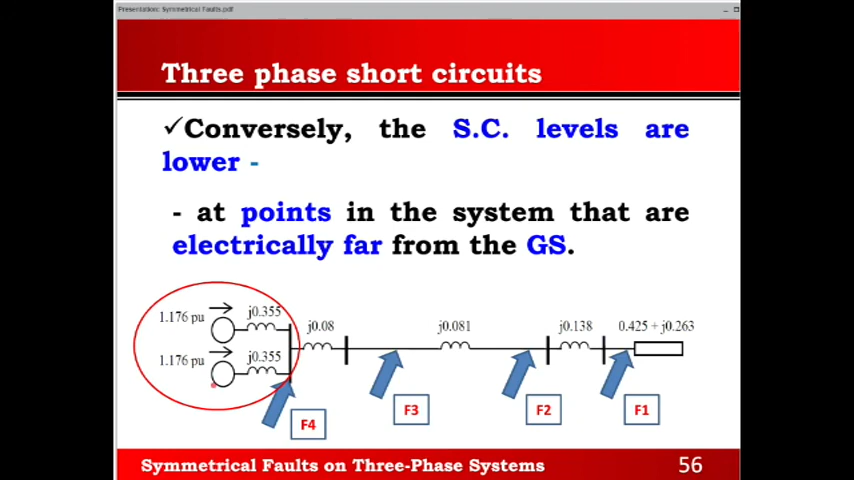 Presentation: Symmetrical Faults.pdf
Three phase short circuits
✓Conversely, the S.C. levels are
lower -
- at points in the system that are
electrically far from the GS.
1.176 pu j0.355
j0.08 j0.081 j0.138 0.425 + j0.263
1.176 pu j0.355
F4 F3 F2 F1
Symmetrical Faults on Three-Phase Systems 56